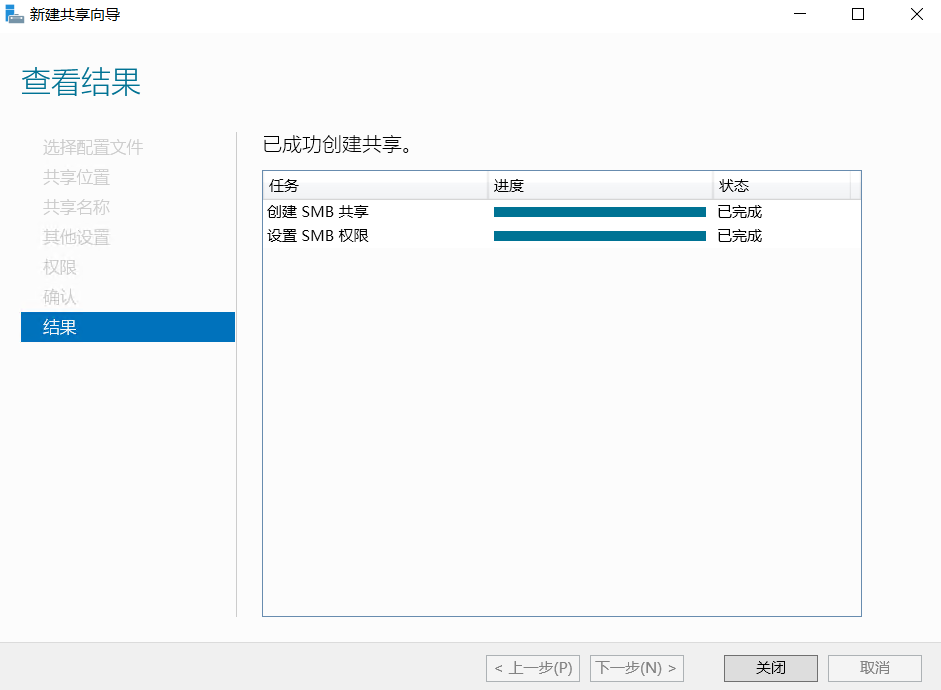 新建共享向导
查看结果
选择配置文件
共享位置
共享名称
其他设置
权限
确认
结果
已成功创建共享。
任务 进度 状态
创建 SMB 共享 已完成
设置 SMB 权限 已完成
< 上一步(P) 下一步(N) > 关闭 取消